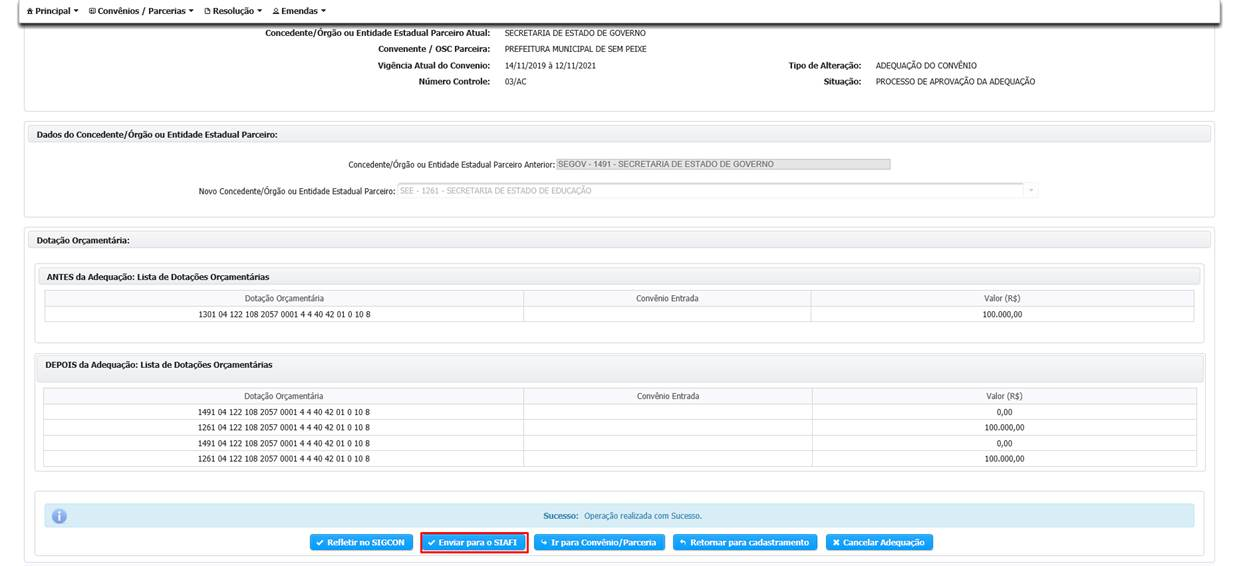 Principal Convênios / Parcerias Resolução Emendas
Concedente/Órgão ou Entidade Estadual Parceiro Atual: SECRETARIA DE ESTADO DE GOVERNO
Convenente / OSC Parceira: PREFEITURA MUNICIPAL DE SEM PEIXE
Vigência Atual do Convenio: 14/11/2019 à 12/11/2021 Tipo de Alteração: ADEQUAÇÃO DO CONVÊNIO
Número Controle: 03/AC Situação: PROCESSO DE APROVAÇÃO DA ADEQUAÇÃO
Dados do Concedente/Órgão ou Entidade Estadual Parceiro:
Concedente/Órgão ou Entidade Estadual Parceiro Anterior: SEGOV - 1491 - SECRETARIA DE ESTADO DE GOVERNO
Novo Concedente/Órgão ou Entidade Estadual Parceiro: SEE - 1261 - SECRETARIA DE ESTADO DE EDUCAÇÃO
Dotação Orçamentária:
ANTES da Adequação: Lista de Dotações Orçamentárias
Dotação Orçamentária Convênio Entrada Valor (R$)
1301 04 122 108 2057 0001 4 4 40 42 01 0 10 8 100.000,00
DEPOIS da Adequação: Lista de Dotações Orçamentárias
Dotação Orçamentária Convênio Entrada Valor (R$)
1491 04 122 108 2057 0001 4 4 40 42 01 0 10 8 0,00
1261 04 122 108 2057 0001 4 4 40 42 01 0 10 8 100.000,00
1491 04 122 108 2057 0001 4 4 40 42 01 0 10 8 0,00
1261 04 122 108 2057 0001 4 4 40 42 01 0 10 8 100.000,00
Sucesso: Operação realizada com Sucesso.
Refletir no SIGCON Enviar para o SIAFI Ir para Convênio/Parceria Retornar para cadastramento Cancelar Adequação